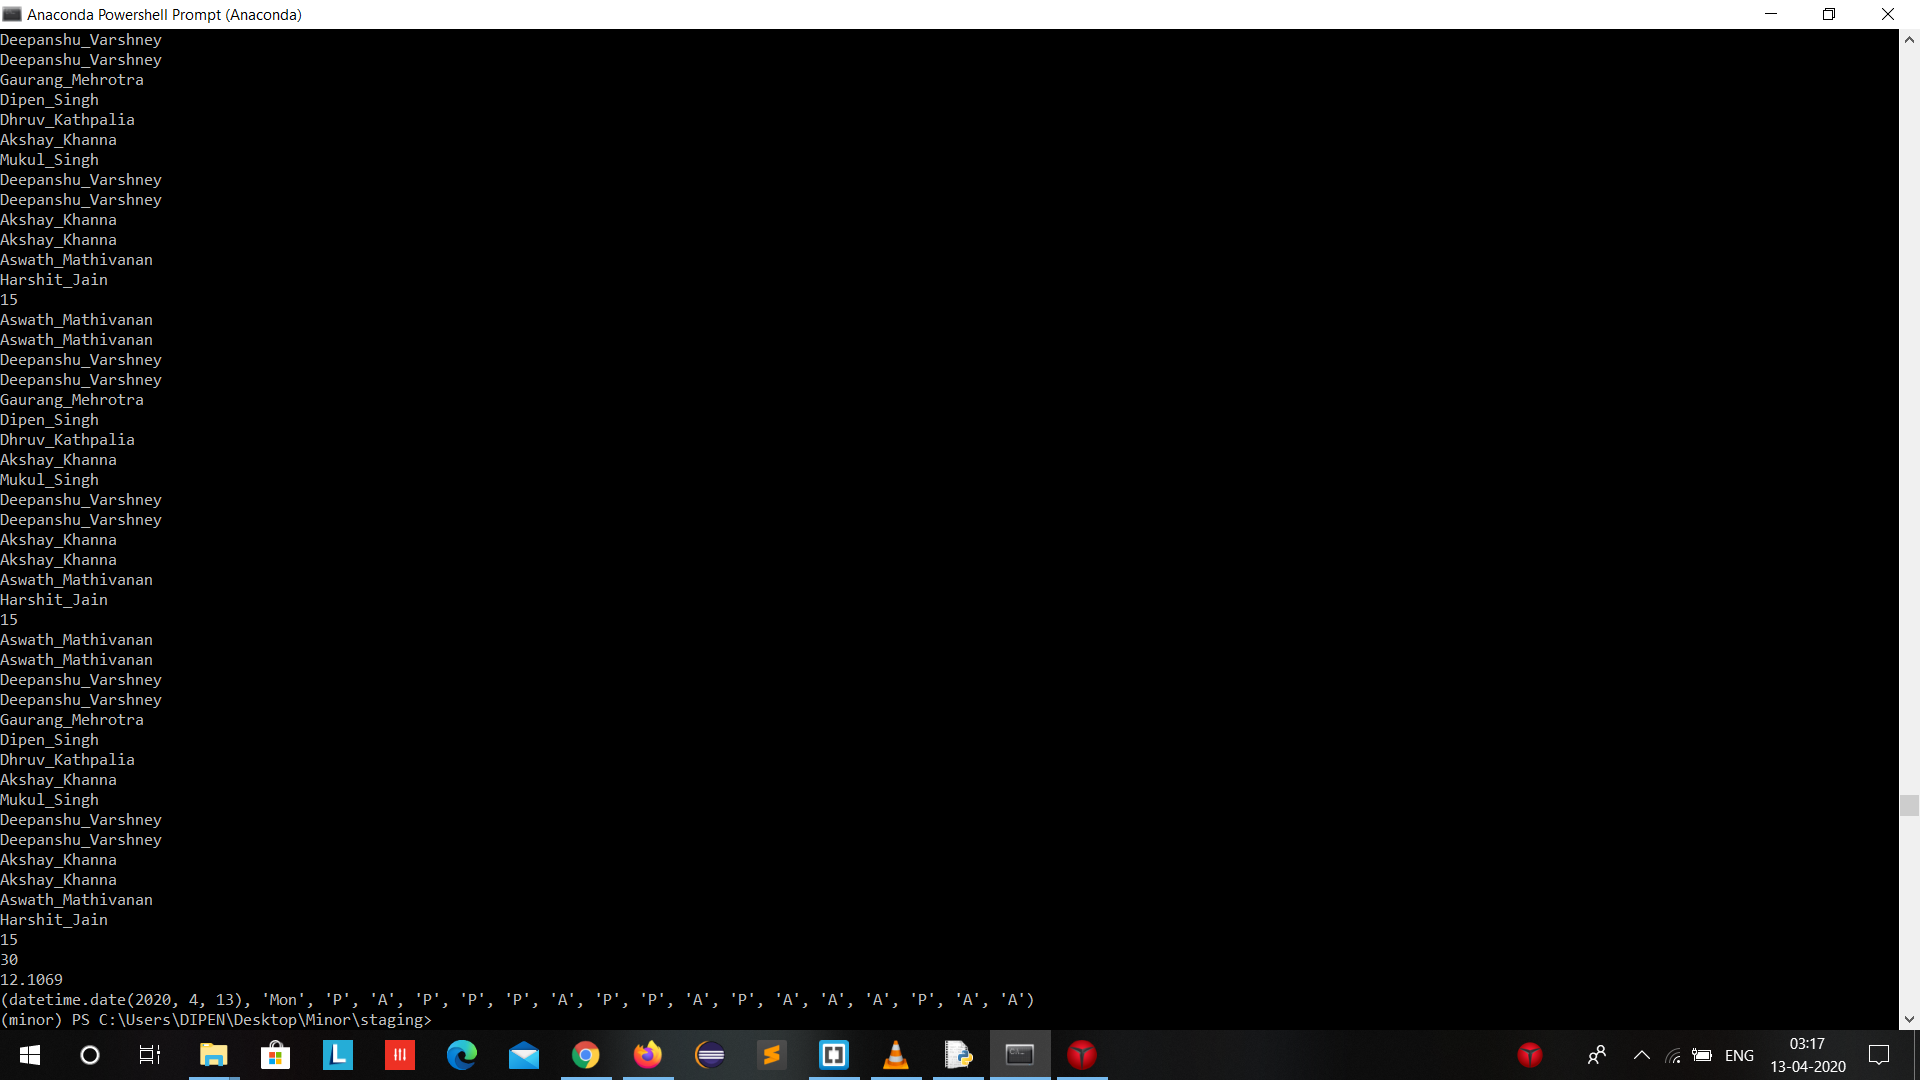 Anaconda Powershell Prompt (Anaconda)
Deepanshu_Varshney
Deepanshu_Varshney
Gaurang_Mehrotra
Dipen_Singh
Dhruv_Kathpalia
Akshay_Khanna
Mukul_Singh
Deepanshu_Varshney
Deepanshu_Varshney
Akshay_Khanna
Akshay_Khanna
Aswath_Mathivanan
Harshit_Jain
15
Aswath_Mathivanan
Aswath_Mathivanan
Deepanshu_Varshney
Deepanshu_Varshney
Gaurang_Mehrotra
Dipen_Singh
Dhruv_Kathpalia
Akshay_Khanna
Mukul_Singh
Deepanshu_Varshney
Deepanshu_Varshney
Akshay_Khanna
Akshay_Khanna
Aswath_Mathivanan
Harshit_Jain
15
Aswath_Mathivanan
Aswath_Mathivanan
Deepanshu_Varshney
Deepanshu_Varshney
Gaurang_Mehrotra
Dipen_Singh
Dhruv_Kathpalia
Akshay_Khanna
Mukul_Singh
Deepanshu_Varshney
Deepanshu_Varshney
Akshay_Khanna
Akshay_Khanna
Aswath_Mathivanan
Harshit_Jain
15
30
12.1069
(datetime.date(2020, 4, 13), 'Mon', 'P', 'A', 'P', 'P', 'P', 'A', 'P', 'P', 'A', 'P', 'A', 'A', 'A', 'P', 'A', 'A')
(minor) PS C:\Users\DIPEN\Desktop\Minor\staging>
L
ENG
03:17
13-04-2020